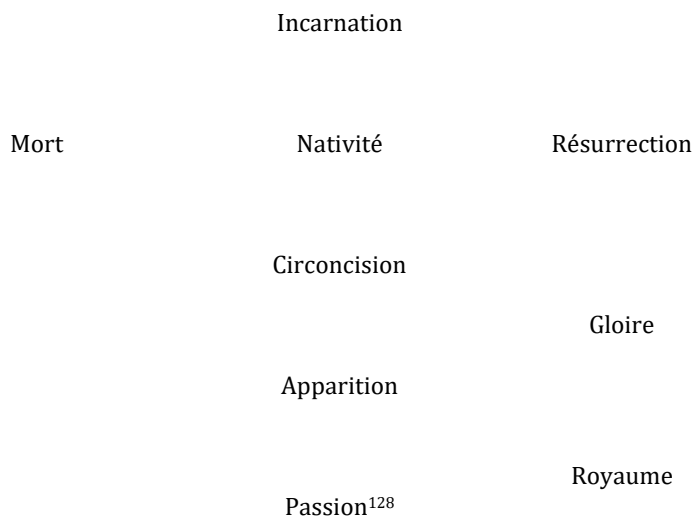 Incarnation
Mort Nativité Résurrection
Circoncision
Gloire
Apparition
Royaume
Passion¹²⁸